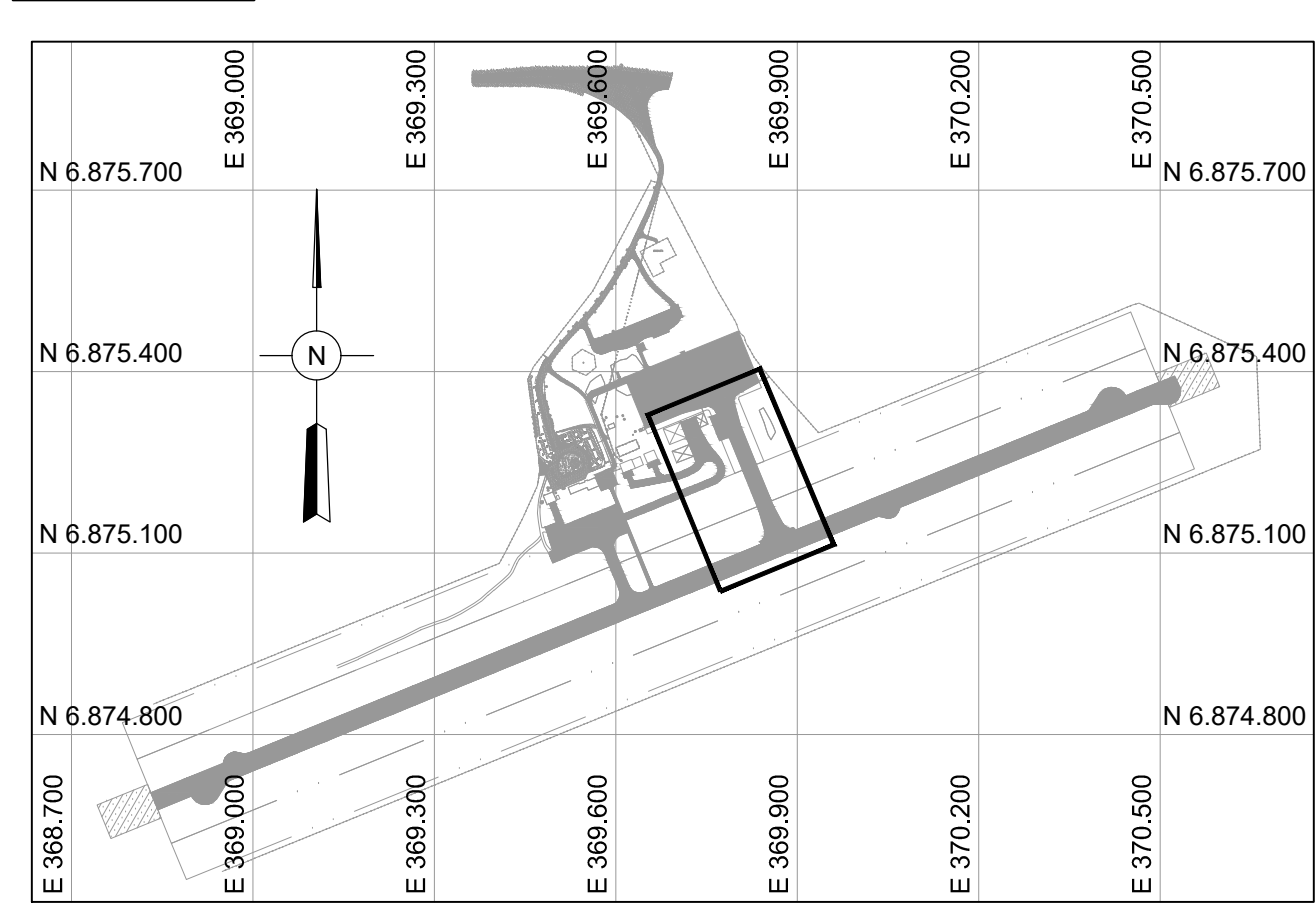 E 369.000
E 369.300
E 369.600
E 369.900
E 370.200
E 370.500
N 6.875.700
N 6.875.700
N
N 6.875.400
N 6.875.400
N 6.875.100
N 6.875.100
N 6.874.800
N 6.874.800
E 368.700
E 369.000
E 369.300
E 369.600
E 369.900
E 370.200
E 370.500